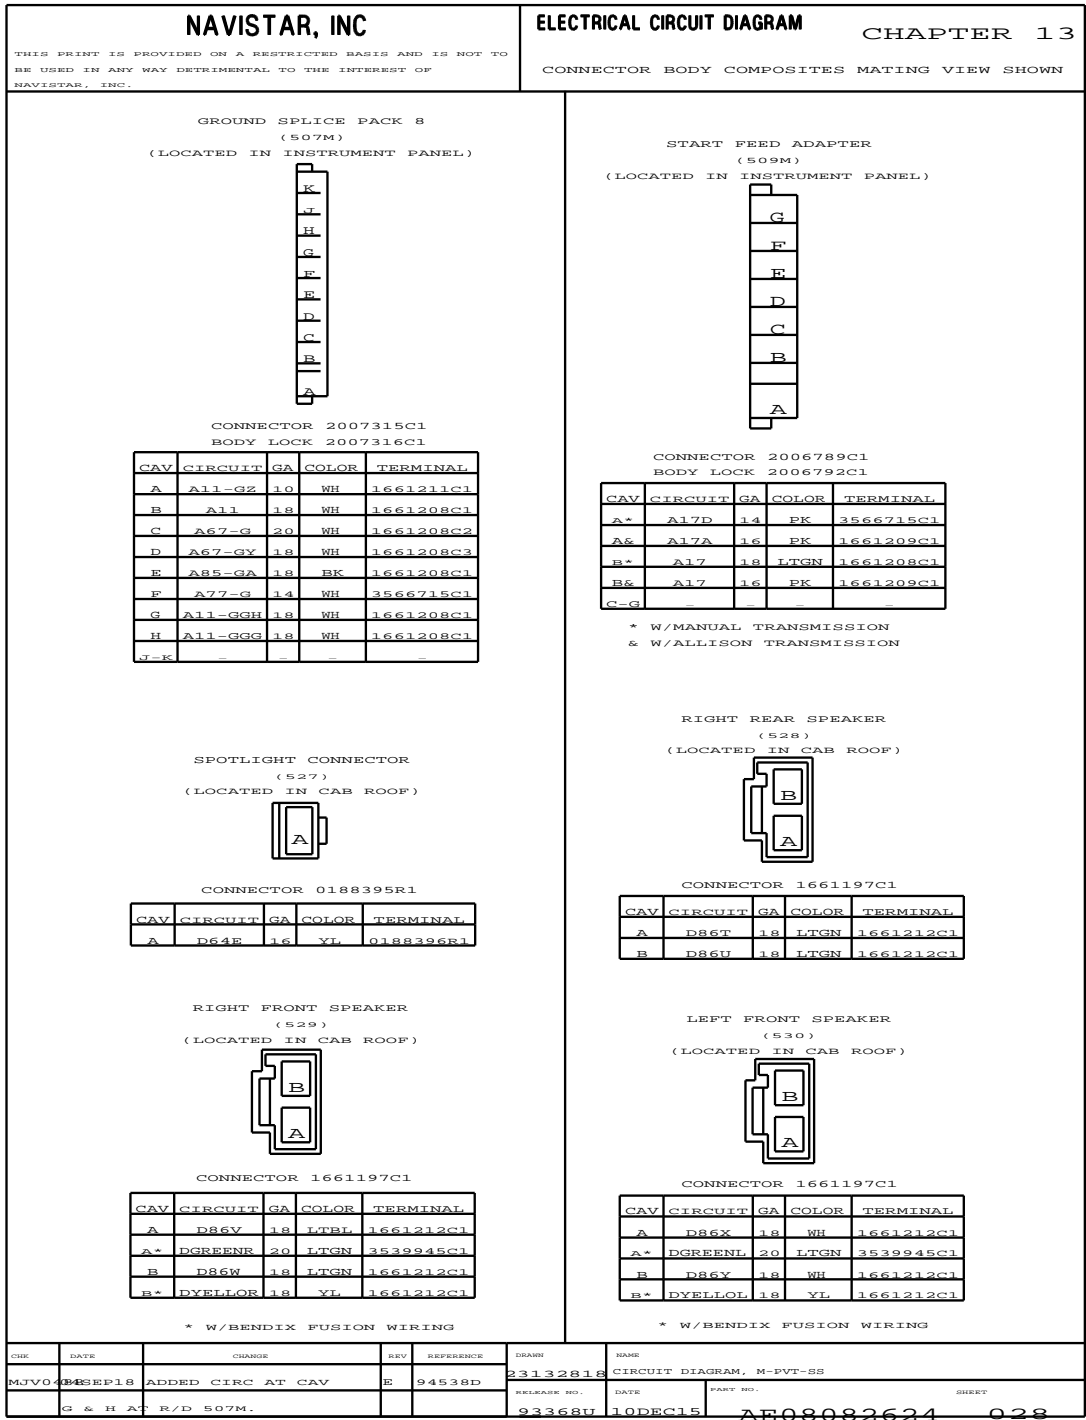 NAVISTAR, INC
THIS PRINT IS PROVIDED ON A RESTRICTED BASIS AND IS NOT TO
BE USED IN ANY WAY DETRIMENTAL TO THE INTEREST OF
NAVISTAR, INC.
ELECTRICAL CIRCUIT DIAGRAM
CHAPTER 13
CONNECTOR BODY COMPOSITES MATING VIEW SHOWN
GROUND SPLICE PACK 8
(507M)
(LOCATED IN INSTRUMENT PANEL)
K
J
H
G
F
E
D
C
B
A
CONNECTOR 2007315C1
BODY LOCK 2007316C1
CAV CIRCUIT GA COLOR TERMINAL
A A11-GZ 10 WH 1661211C1
B A11 18 WH 1661208C1
C A67-G 20 WH 1661208C2
D A67-GY 18 WH 1661208C3
E A85-GA 18 BK 1661208C1
F A77-G 14 WH 3566715C1
G A11-GGH 18 WH 1661208C1
H A11-GGG 18 WH 1661208C1
J-K - - - -
START FEED ADAPTER
(509M)
(LOCATED IN INSTRUMENT PANEL)
G
F
E
D
C
B
A
CONNECTOR 2006789C1
BODY LOCK 2006792C1
CAV CIRCUIT GA COLOR TERMINAL
A* A17D 14 PK 3566715C1
A& A17A 16 PK 1661209C1
B* A17 18 LTGN 1661208C1
B& A17 16 PK 1661209C1
C-G - - - -
* W/MANUAL TRANSMISSION
& W/ALLISON TRANSMISSION
SPOTLIGHT CONNECTOR
(527)
(LOCATED IN CAB ROOF)
A
CONNECTOR 0188395R1
CAV CIRCUIT GA COLOR TERMINAL
A D64E 16 YL 0188396R1
RIGHT REAR SPEAKER
(528)
(LOCATED IN CAB ROOF)
B
A
CONNECTOR 1661197C1
CAV CIRCUIT GA COLOR TERMINAL
A D86T 18 LTGN 1661212C1
B D86U 18 LTGN 1661212C1
RIGHT FRONT SPEAKER
(529)
(LOCATED IN CAB ROOF)
B
A
CONNECTOR 1661197C1
CAV CIRCUIT GA COLOR TERMINAL
A D86V 18 LTBL 1661212C1
A* DGREENR 20 LTGN 3539945C1
B D86W 18 LTGN 1661212C1
B* DYELLOR 18 YL 1661212C1
* W/BENDIX FUSION WIRING
LEFT FRONT SPEAKER
(530)
(LOCATED IN CAB ROOF)
B
A
CONNECTOR 1661197C1
CAV CIRCUIT GA COLOR TERMINAL
A D86X 18 WH 1661212C1
A* DGREENL 20 LTGN 3539945C1
B D86Y 18 WH 1661212C1
B* DYELLOL 18 YL 1661212C1
* W/BENDIX FUSION WIRING
CHK DATE CHANGE REV REFERENCE
ADDED CIRC AT CAV E 94538D
G & H AT R/D 507M.
DRAWN
23132818
NAME
CIRCUIT DIAGRAM, M-PVT-SS
RELEASE NO.
93368U
DATE
10DEC15
PART NO.
AE08082624
SHEET
028